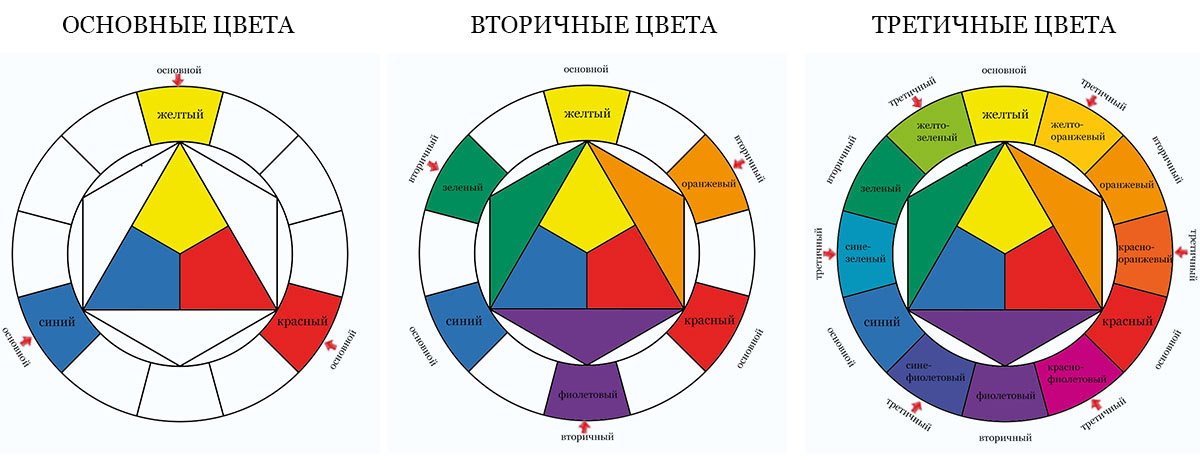 ОСНОВНЫЕ ЦВЕТА
основной
желтый
синий
красный
основной
основной
ВТОРИЧНЫЕ ЦВЕТА
основной
желтый
вторичный
вторичный
зеленый
оранжевый
синий
красный
основной
основной
фиолетовый
вторичный
ТРЕТИЧНЫЕ ЦВЕТА
основной
третичный
третичный
желтый
желто-
зеленый
желто-
оранжевый
вторичный
вторичный
зеленый
оранжевый
третичный
третичный
сине-
зеленый
красно-
оранжевый
синий
красный
основной
основной
сине-
фиолетовый
красно-
фиолетовый
фиолетовый
третичный
третичный
вторичный